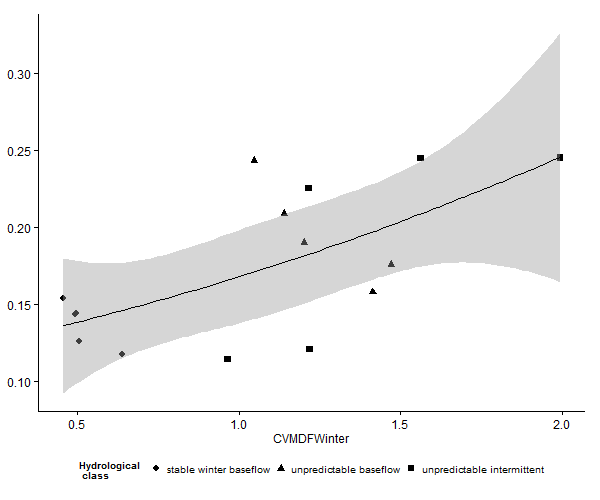 0.30
0.25
0.20
0.15
0.10
0.5 1.0 1.5 2.0
CVMDFWinter
Hydrological class stable winter baseflow unpredictable baseflow unpredictable intermittent